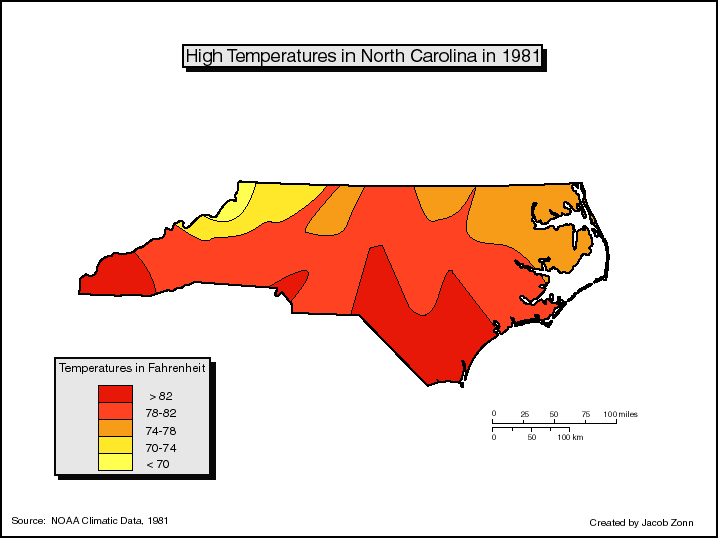 High Temperatures in North Carolina in 1981
Temperatures in Fahrenheit
> 82
78-82
74-78
70-74
< 70
0 25 50 75 100 miles
0 50 100 km
Source: NOAA Climatic Data, 1981
Created by Jacob Zonn